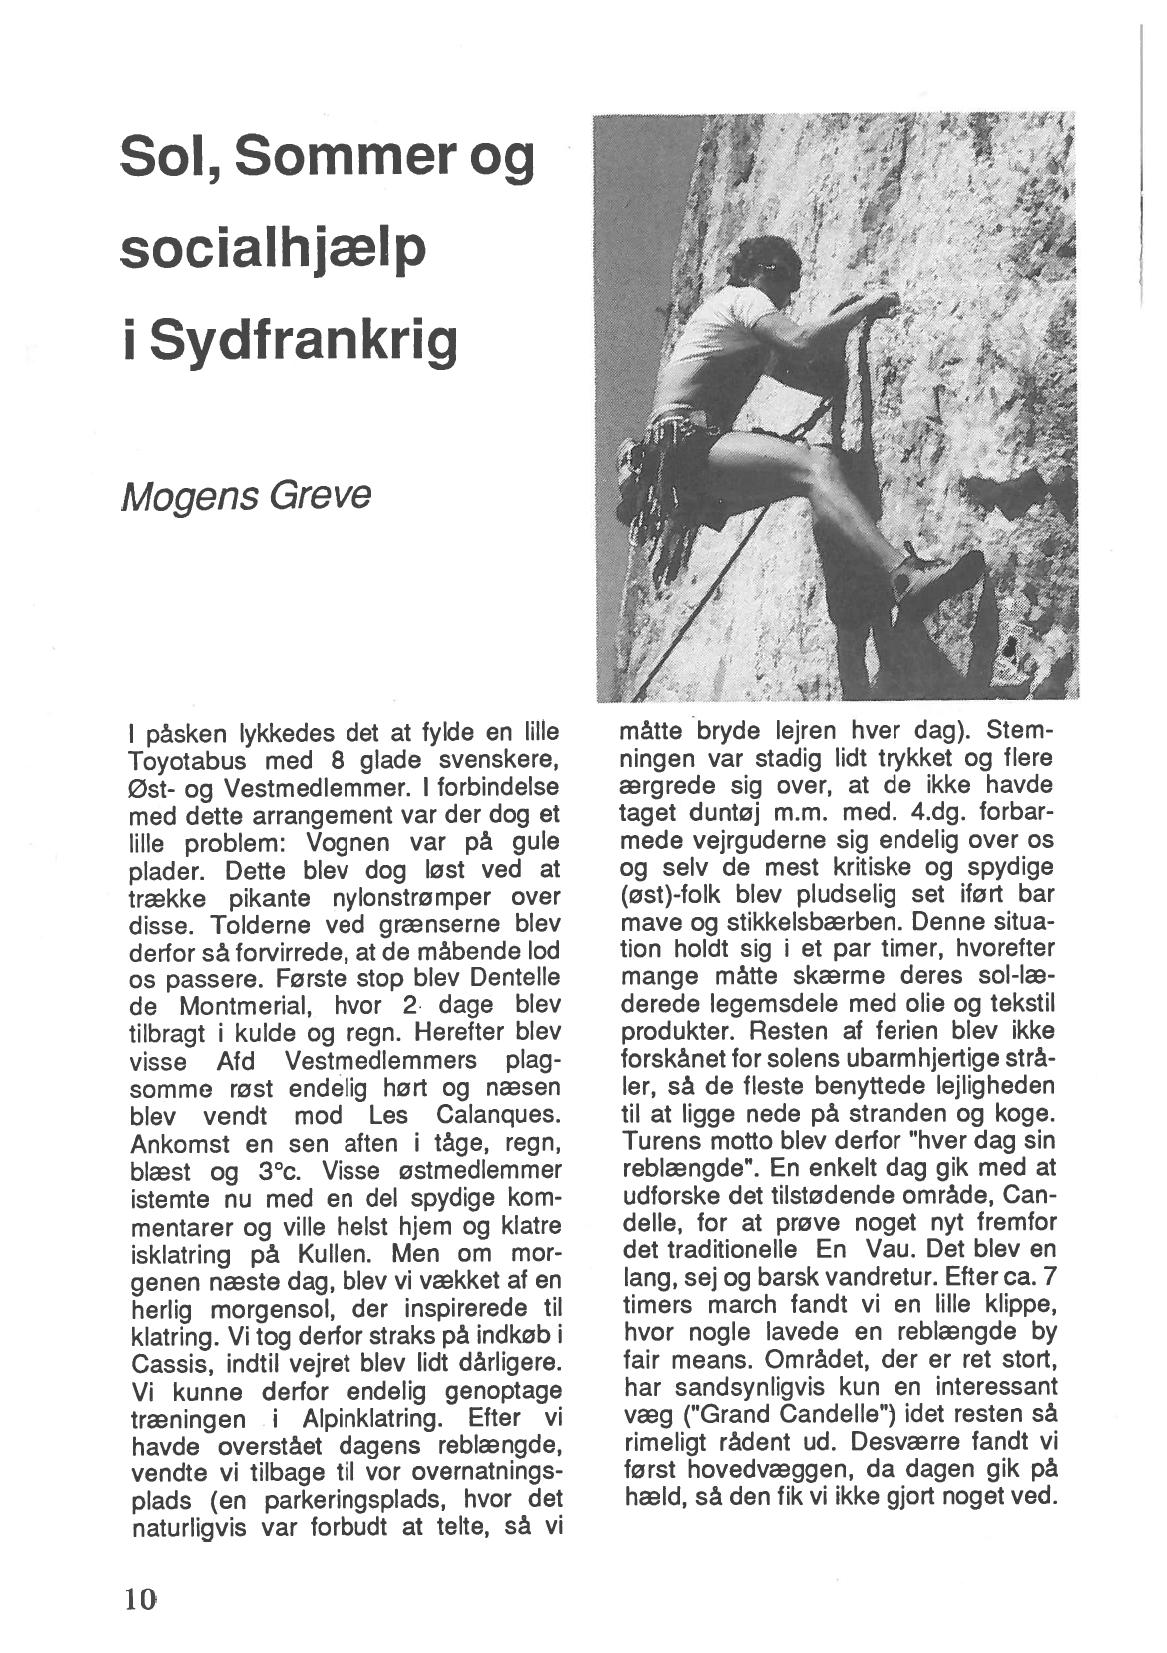 Sol, Sommer og
socialhjælp
i Sydfrankrig
Mogens Greve
I påsken lykkedes det at fylde en lille
Toyotabus med 8 glade svenskere,
Øst- og Vestmedlemmer. I forbindelse
med dette arrangement var der dog et
lille problem: Vognen var på gule
plader. Dette blev dog løst ved at
trække pikante nylonstrømper over
disse. Tolderne ved grænserne blev
derfor så forvirrede, at de måbende lod
os passere. Første stop blev Dentelle
de Montmerial, hvor 2 dage blev
tilbragt i kulde og regn. Herefter blev
visse Afd Vestmedlemmers plag-
somme røst endelig hørt og næsen
blev vendt mod Les Calanques.
Ankomst en sen aften i tåge, regn,
blæst og 3°c. Visse østmedlemmer
istemte nu med en del spydige kom-
mentarer og ville helst hjem og klatre
isklatring på Kullen. Men om mor-
genen næste dag, blev vi vækket af en
herlig morgensol, der inspirerede til
klatring. Vi tog derfor straks på indkøb i
Cassis, indtil vejret blev lidt dårligere.
Vi kunne derfor endelig genoptage
træningen i Alpinklatring. Efter vi
havde overstået dagens reblængde,
vendte vi tilbage til vor overnatnings-
plads (en parkeringsplads, hvor det
naturligvis var forbudt at telte, så vi
måtte bryde lejren hver dag). Stem-
ningen var stadig lidt trykket og flere
ærgrede sig over, at de ikke havde
taget duntøj m.m. med. 4.dg. forbar-
mede vejrguderne sig endelig over os
og selv de mest kritiske og spydige
(øst)-folk blev pludselig set iført bar
mave og stikkelsbærben. Denne situa-
tion holdt sig i et par timer, hvorefter
mange måtte skærme deres sol-læ-
derede legemsdele med olie og tekstil
produkter. Resten af ferien blev ikke
forskånet for solens ubarmhjertige strå-
ler, så de fleste benyttede lejligheden
til at ligge nede på stranden og koge.
Turens motto blev derfor "hver dag sin
reblængde". En enkelt dag gik med at
udforske det tilstødende område, Can-
delle, for at prøve noget nyt fremfor
det traditionelle En Vau. Det blev en
lang, sej og barsk vandretur. Efter ca. 7
timers march fandt vi en lille klippe,
hvor nogle lavede en reblængde by
fair means. Området, der er ret stort,
har sandsynligvis kun en interessant
væg ("Grand Candelle") idet resten så
rimeligt rådent ud. Desværre fandt vi
først hovedvæggen, da dagen gik på
hæld, så den fik vi ikke gjort noget ved.
10